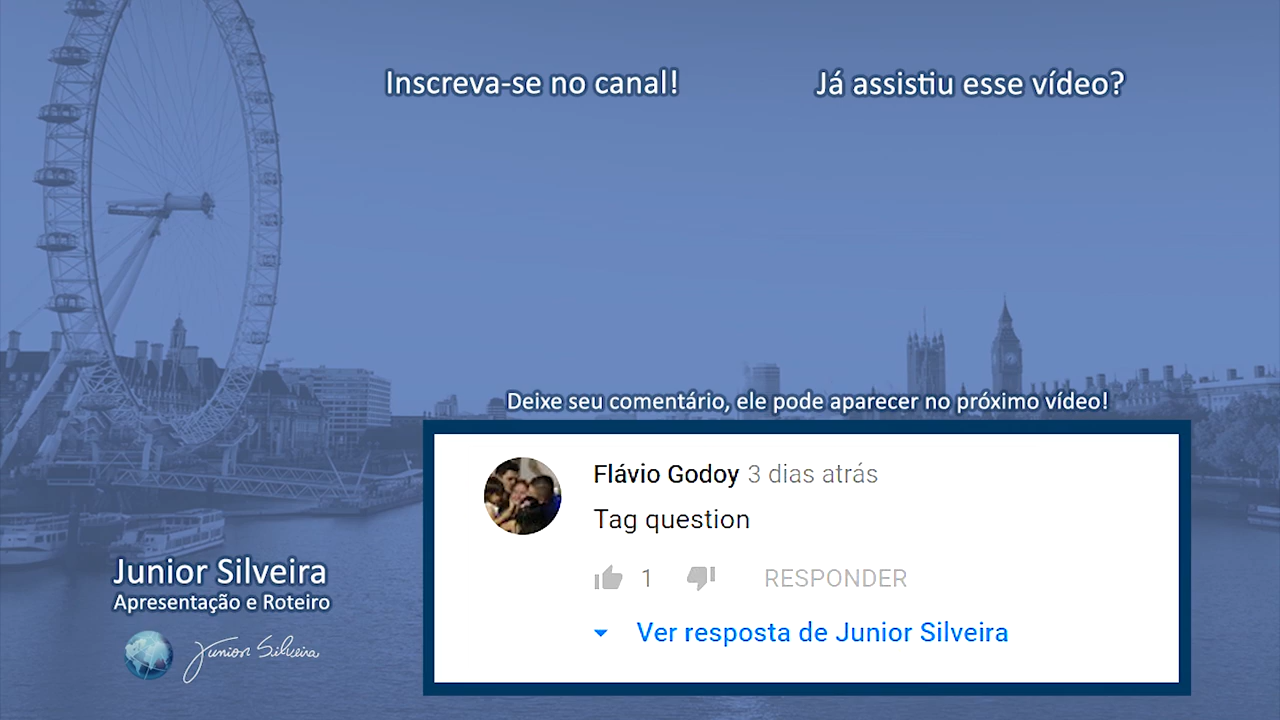 Inscreva-se no canal!
Já assistiu esse vídeo?
Deixe seu comentário, ele pode aparecer no próximo vídeo!
Flávio Godoy 3 dias atrás
Tag question
1 RESPONDER
Ver resposta de Junior Silveira
Junior Silveira
Apresentação e Roteiro
Junior Silveira